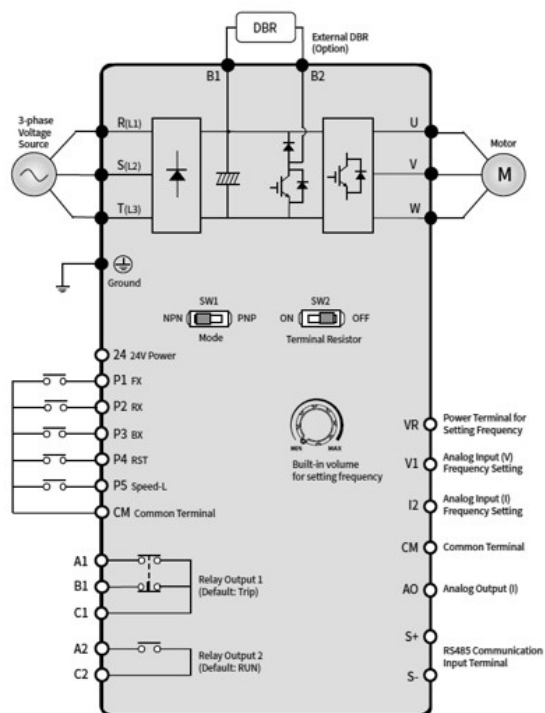 DBR
External DBR
(Option)
B1
B2
3-phase
Voltage
Source
R(L1)
S(L2)
T(L3)
U
V
W
Motor
M
Ground
SW1
NPN
PNP
Mode
SW2
ON
OFF
Terminal Resistor
24 24V Power
P1 FX
P2 RX
P3 BX
P4 RST
P5 Speed-L
CM Common Terminal
MIN
MAX
Built-in volume
for setting frequency
VR
Power Terminal for
Setting Frequency
V1
Analog Input (V)
Frequency Setting
I2
Analog Input (I)
Frequency Setting
CM
Common Terminal
AO
Analog Output (I)
S+
S-
RS485 Communication
Input Terminal
A1
B1
C1
Relay Output 1
(Default: Trip)
A2
C2
Relay Output 2
(Default: RUN)